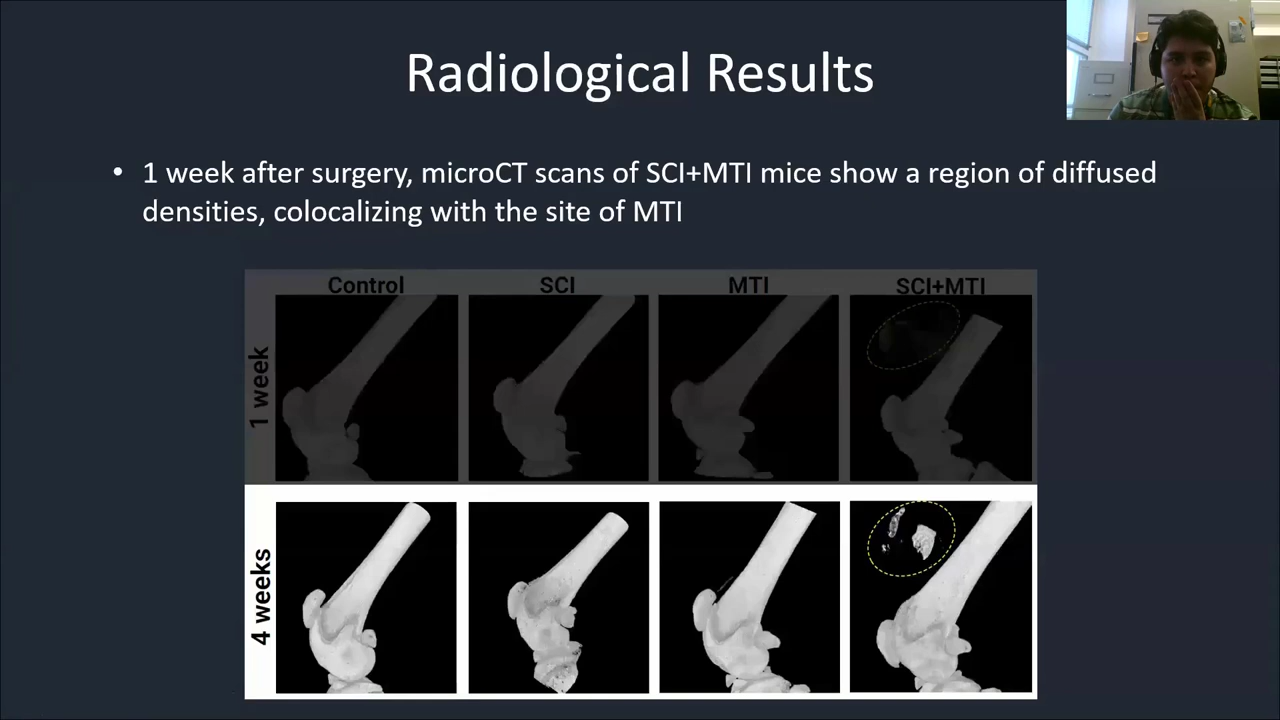 Radiological Results
• 1 week after surgery, microCT scans of SCI+MTI mice show a region of diffused
densities, colocalizing with the site of MTI
Control SCI MTI SCI+MTI
1 week
4 weeks